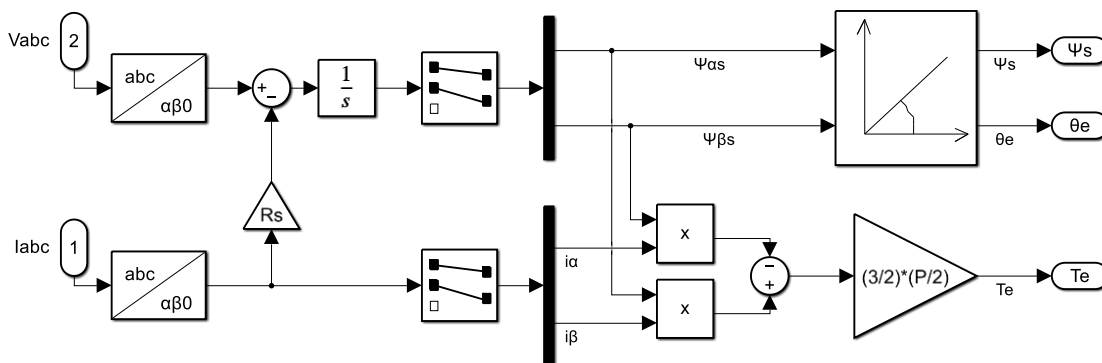 Vabc
2
abc
αβ0
+
−
1
s
Ψαs
Ψβs
Ψs
θe
Ψs
θe
Rs
Iabc
1
abc
αβ0
iα
iβ
x
x
−
+
(3/2)*(P/2)
Te
Te